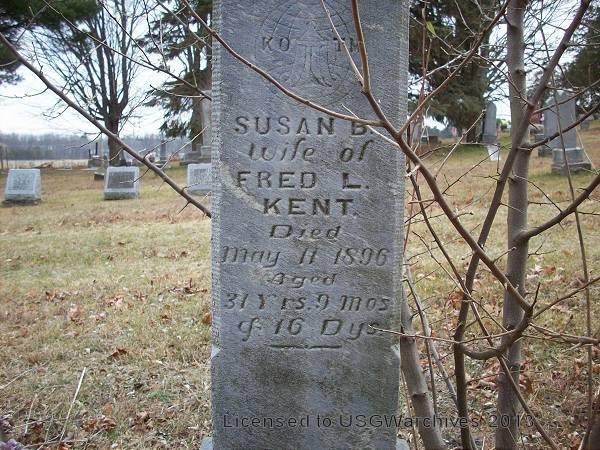 KOTM
SUSAN B.
wife of
FRED L.
KENT.
Died
May 11 1896
Aged
31 Yrs. 9 mos
& 16 Dys.
Licensed to USGWarchives 2013